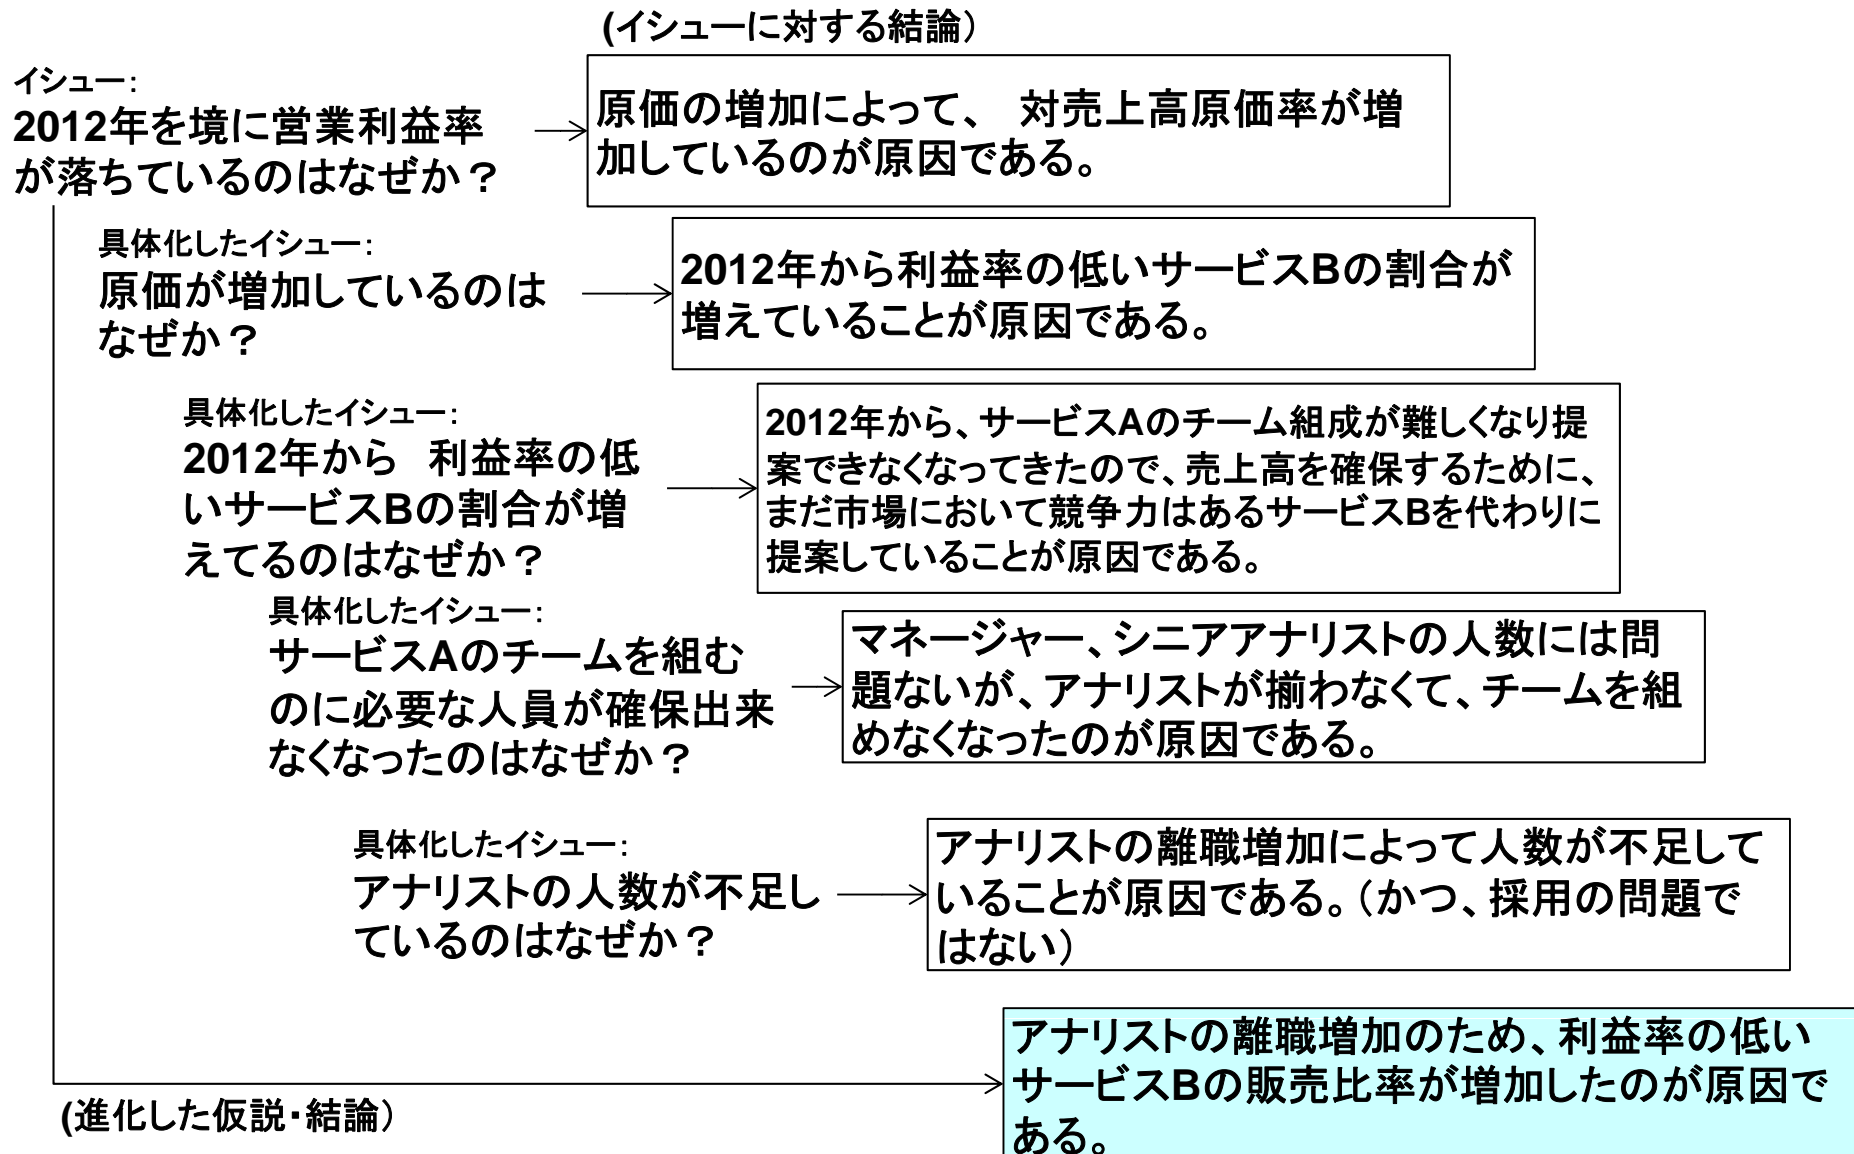 (イシューに対する結論）
イシュー：
2012年を境に営業利益率
が落ちているのはなぜか？
原価の増加によって、　対売上高原価率が増
加しているのが原因である。
具体化したイシュー：
原価が増加しているのは
なぜか？
2012年から利益率の低いサービスBの割合が
増えていることが原因である。
具体化したイシュー：
2012年から　利益率の低
いサービスBの割合が増
えてるのはなぜか？
2012年から、サービスAのチーム組成が難しくなり提
案できなくなってきたので、売上高を確保するために、
まだ市場において競争力はあるサービスBを代わりに
提案していることが原因である。
具体化したイシュー：
サービスAのチームを組む
のに必要な人員が確保出来
なくなったのはなぜか？
マネージャー、シニアアナリストの人数には問
題ないが、アナリストが揃わなくて、チームを組
めなくなったのが原因である。
具体化したイシュー：
アナリストの人数が不足し
ているのはなぜか？
アナリストの離職増加によって人数が不足して
いることが原因である。（かつ、採用の問題で
はない）
アナリストの離職増加のため、利益率の低い
サービスBの販売比率が増加したのが原因で
ある。
(進化した仮説・結論）